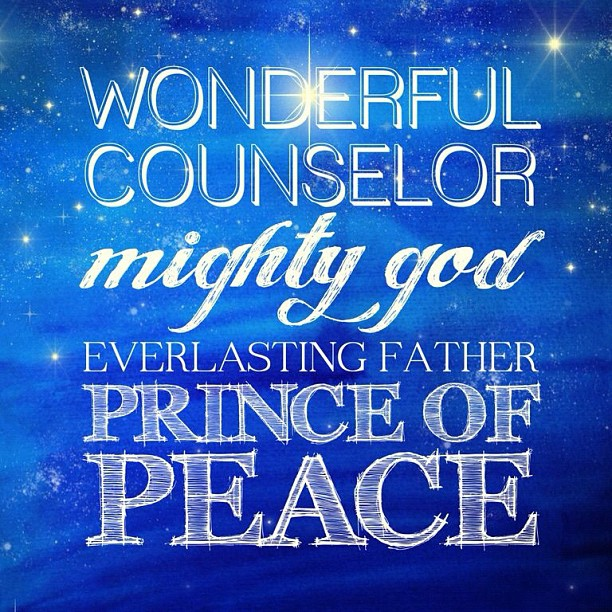 WONDERFUL
COUNSELOR
mighty god
EVERLASTING FATHER
PRINCE OF
PEACE